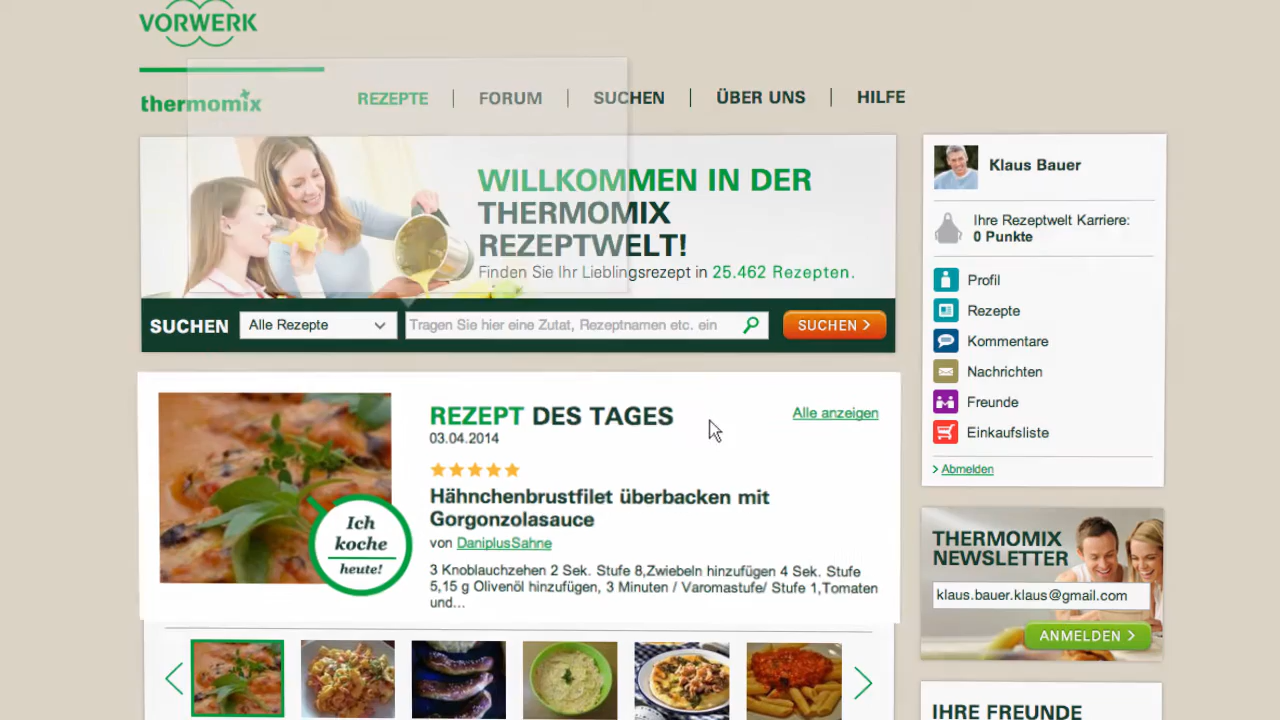 VORWERK
thermomix
REZEPTE
FORUM
SUCHEN
ÜBER UNS
HILFE
WILLKOMMEN IN DER
THERMOMIX
REZEPTWELT!
Finden Sie Ihr Lieblingsrezept in 25.462 Rezepten.
SUCHEN
Alle Rezepte
Tragen Sie hier eine Zutat, Rezeptnamen etc. ein
SUCHEN >
REZEPT DES TAGES
Alle anzeigen
03.04.2014
Hähnchenbrustfilet überbacken mit
Gorgonzolasauce
von DaniplusSahne
3 Knoblauchzehen 2 Sek. Stufe 8,Zwiebeln hinzufügen 4 Sek. Stufe
5,15 g Olivenöl hinzufügen, 3 Minuten / Varomastufe/ Stufe 1,Tomaten
und...
Ich
koche
heute!
Klaus Bauer
Ihre Rezeptwelt Karriere:
0 Punkte
Profil
Rezepte
Kommentare
Nachrichten
Freunde
Einkaufsliste
> Abmelden
THERMOMIX
NEWSLETTER
klaus.bauer.klaus@gmail.com
ANMELDEN >
IHRE FREUNDE